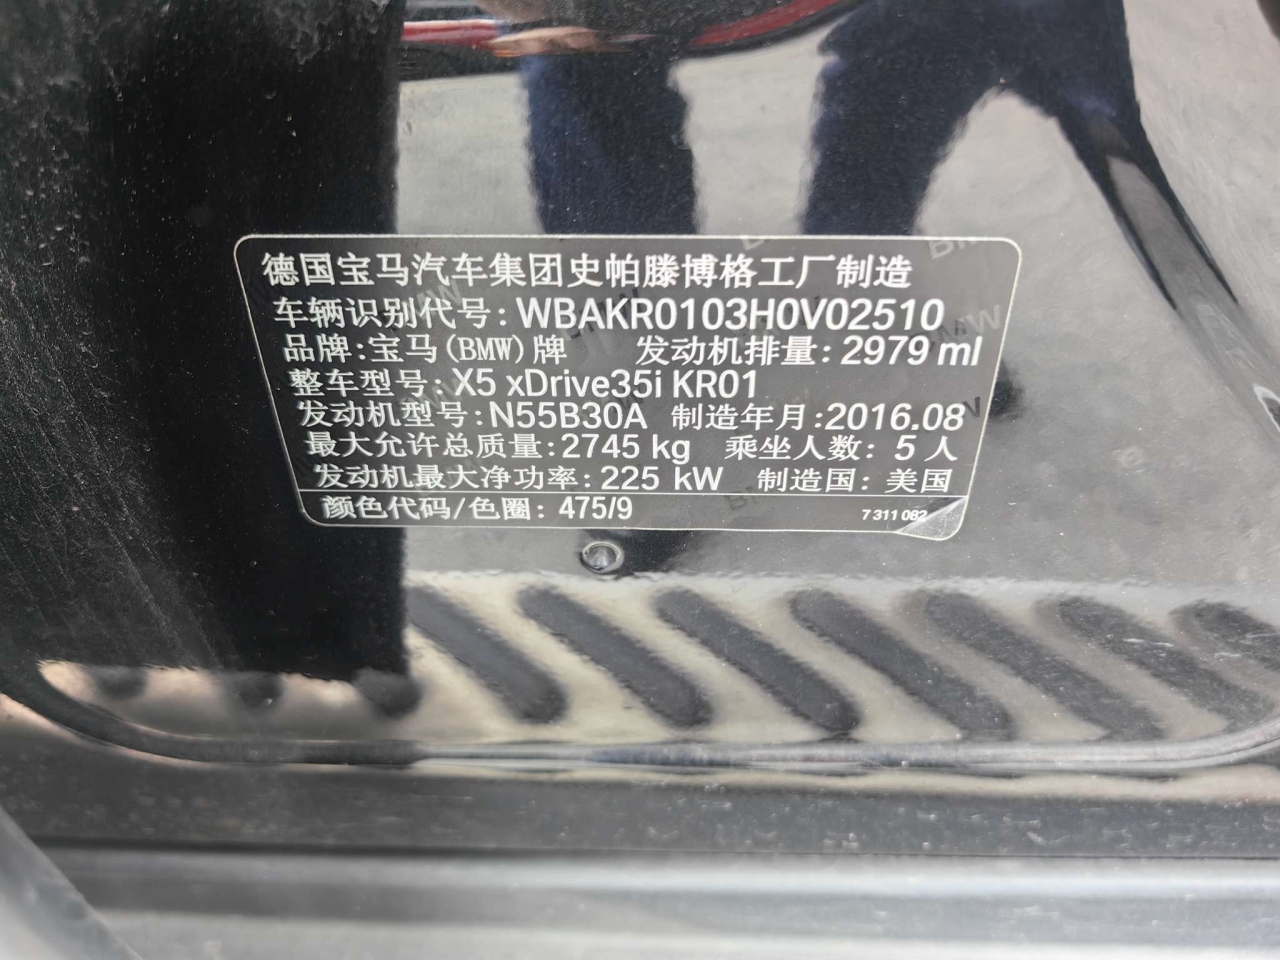 德国宝马汽车集团史帕滕博格工厂制造
车辆识别代号: WBAKR0103H0V02510
品牌:宝马(BMW)牌 发动机排量: 2979 ml
整车型号: X5 xDrive35i KR01
发动机型号:N55B30A 制造年月:2016.08
最大允许总质量:2745 kg 乘坐人数: 5 人
发动机最大净功率: 225 kW 制造国: 美国
颜色代码/色圈: 475/9 7 311 082